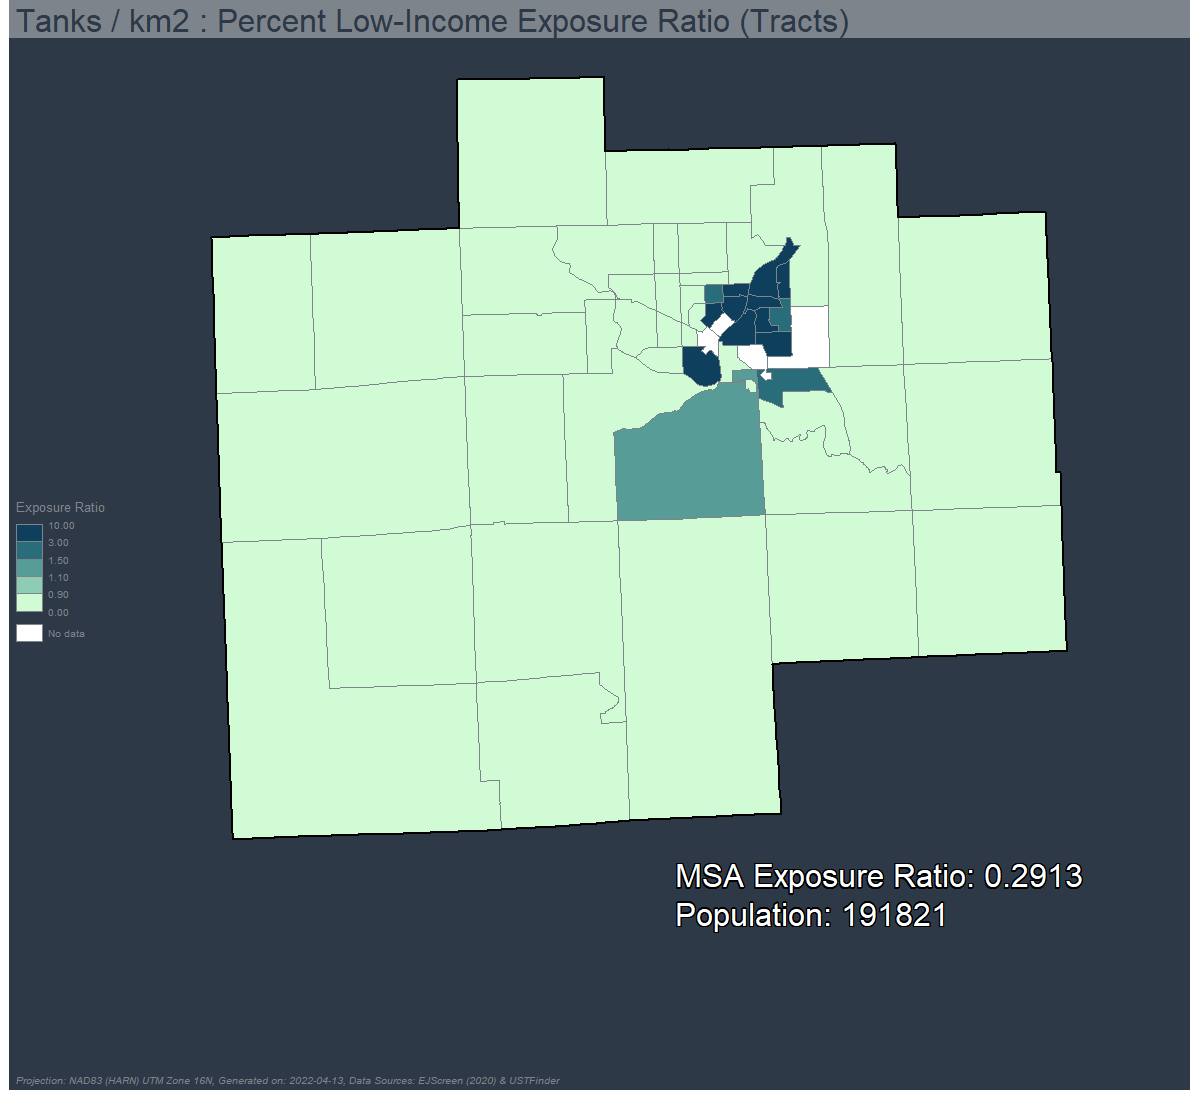 Tanks / km2 : Percent Low-Income Exposure Ratio (Tracts)
Exposure Ratio
10.00
3.00
1.50
1.10
0.90
0.00
No data
MSA Exposure Ratio: 0.2913
Population: 191821
Projection: NAD83 (HARN) UTM Zone 16N, Generated on: 2022-04-13, Data Sources: EJScreen (2020) & USTFinder